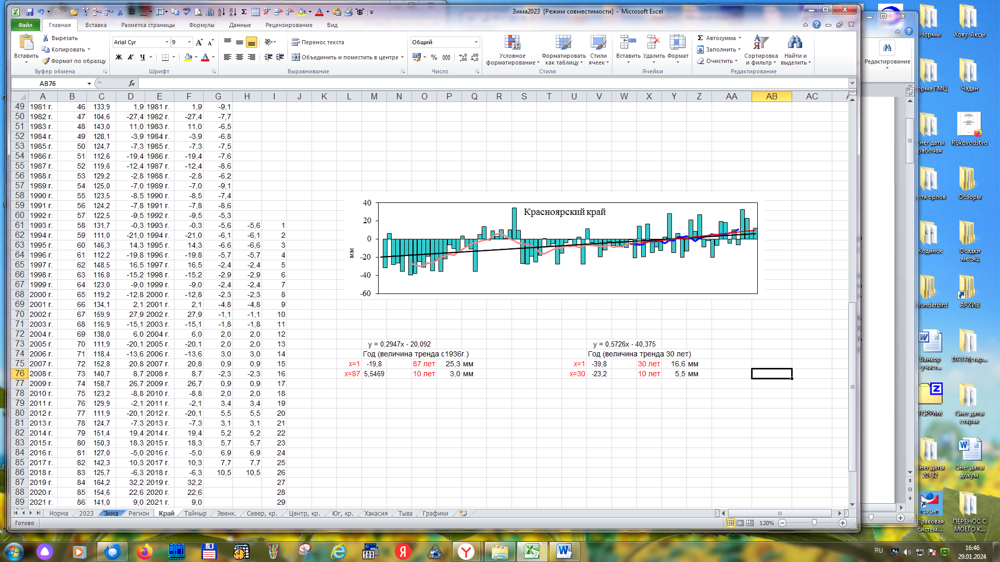 Зима2023  [Режим совместимости]  -  Microsoft Excel
Файл Главная Вставка Разметка страницы Формулы Данные Рецензирование Вид
Вставить
Вырезать
Копировать
Формат по образцу
Буфер обмена
Arial Cyr 9
Ж К Ч
Шрифт
Перенос текста
Объединить и поместить в центре
Выравнивание
Общий
% 000
Число
Условное форматирование
Форматировать как таблицу
Стили ячеек
Стили
Вставить Удалить Формат
Ячейки
Σ Автосумма
Заполнить
Очистить
Сортировка и фильтр
Найти и выделить
Редактирование
Редактирование
AB76 fx
A B C D E F G H I J K L M N O P Q R S T U V W X Y Z AA AB AC
49 1981 г. 46 133,9 1,9 1981 г. 1,9 -9,1
50 1982 г. 47 104,6 -27,4 1982 г. -27,4 -7,7
51 1983 г. 48 143,0 11,0 1983 г. 11,0 -6,5
52 1984 г. 49 128,1 -3,9 1984 г. -3,9 -6,8
53 1985 г. 50 124,7 -7,3 1985 г. -7,3 -7,5
54 1986 г. 51 112,6 -19,4 1986 г. -19,4 -7,6
55 1987 г. 52 119,6 -12,4 1987 г. -12,4 -8,6
56 1988 г. 53 129,2 -2,8 1988 г. -2,8 -6,2
57 1989 г. 54 125,0 -7,0 1989 г. -7,0 -9,1
58 1990 г. 55 123,5 -8,5 1990 г. -8,5 -7,4
59 1991 г. 56 124,2 -7,8 1991 г. -7,8 -8,6
60 1992 г. 57 122,5 -9,5 1992 г. -9,5 -5,3
61 1993 г. 58 131,7 -0,3 1993 г. -0,3 -5,6 -5,6 1
62 1994 г. 59 111,0 -21,0 1994 г. -21,0 -6,1 -6,1 2
63 1995 г. 60 146,3 14,3 1995 г. 14,3 -6,6 -6,6 3
64 1996 г. 61 112,2 -19,8 1996 г. -19,8 -5,7 -5,7 4
65 1997 г. 62 148,5 16,5 1997 г. 16,5 -2,4 -2,4 5
66 1998 г. 63 116,8 -15,2 1998 г. -15,2 -2,9 -2,9 6
67 1999 г. 64 123,0 -9,0 1999 г. -9,0 -2,4 -2,4 7
68 2000 г. 65 119,2 -12,8 2000 г. -12,8 -2,3 -2,3 8
69 2001 г. 66 134,1 2,1 2001 г. 2,1 -4,8 -4,8 9
70 2002 г. 67 159,9 27,9 2002 г. 27,9 -1,1 -1,1 10
71 2003 г. 68 116,9 -15,1 2003 г. -15,1 -1,8 -1,8 11
72 2004 г. 69 138,0 6,0 2004 г. 6,0 2,0 2,0 12
73 2005 г. 70 111,9 -20,1 2005 г. -20,1 2,0 2,0 13
74 2006 г. 71 118,4 -13,6 2006 г. -13,6 3,0 3,0 14
75 2007 г. 72 152,8 20,8 2007 г. 20,8 0,9 0,9 15
76 2008 г. 73 140,7 8,7 2008 г. 8,7 -2,3 -2,3 16
77 2009 г. 74 158,7 26,7 2009 г. 26,7 0,9 0,9 17
78 2010 г. 75 123,2 -8,8 2010 г. -8,8 2,0 2,0 18
79 2011 г. 76 129,9 -2,1 2011 г. -2,1 3,4 3,4 19
80 2012 г. 77 111,9 -20,1 2012 г. -20,1 5,5 5,5 20
81 2013 г. 78 124,7 -7,3 2013 г. -7,3 3,1 3,1 21
82 2014 г. 79 151,4 19,4 2014 г. 19,4 5,2 5,2 22
83 2015 г. 80 150,3 18,3 2015 г. 18,3 5,7 5,7 23
84 2016 г. 81 127,0 -5,0 2016 г. -5,0 6,9 6,9 24
85 2017 г. 82 142,3 10,3 2017 г. 10,3 7,7 7,7 25
86 2018 г. 83 125,7 -6,3 2018 г. -6,3 10,5 10,5 26
87 2019 г. 84 164,2 32,2 2019 г. 32,2 27
88 2020 г. 85 154,6 22,6 2020 г. 22,6 28
89 2021 г. 86 141,0 9,0 2021 г. 9,0 29
Красноярский край
мм
40
20
0
-20
-40
-60
y = 0,2947x - 20,092
Год (величина тренда с1936г.)
x=1 -19,8 87 лет 25,3 мм
x=87 5,5469 10 лет 3,0 мм
y = 0,5726x - 40,375
Год (величина тренда 30 лет)
x=1 -39,8 30 лет 16,6 мм
x=30 -23,2 10 лет 5,5 мм
Норма 2023 Зима Регион Край Таймыр Эвенк. Север, кр. Центр, кр. Юг, кр. Хакасия Тыва Графики
Готово
120%
Нормы
Хову-Аксы
орма ГМЦ
Чадан
нег даты рабочая
Rukovodstvo
етя орлов
Обзоры
Кодинск
Осадки месяц
hunderbird
АРХИВ
Ванкор -участ...
DATA(стар...
TCPPrint
Снег даты старая
нег даты 20-32
Снег даты докум
ГАРАНТ
Правовая систем...
ПЕРЕНОС С МОЕГО К...
RU
16:46
29.01.2024